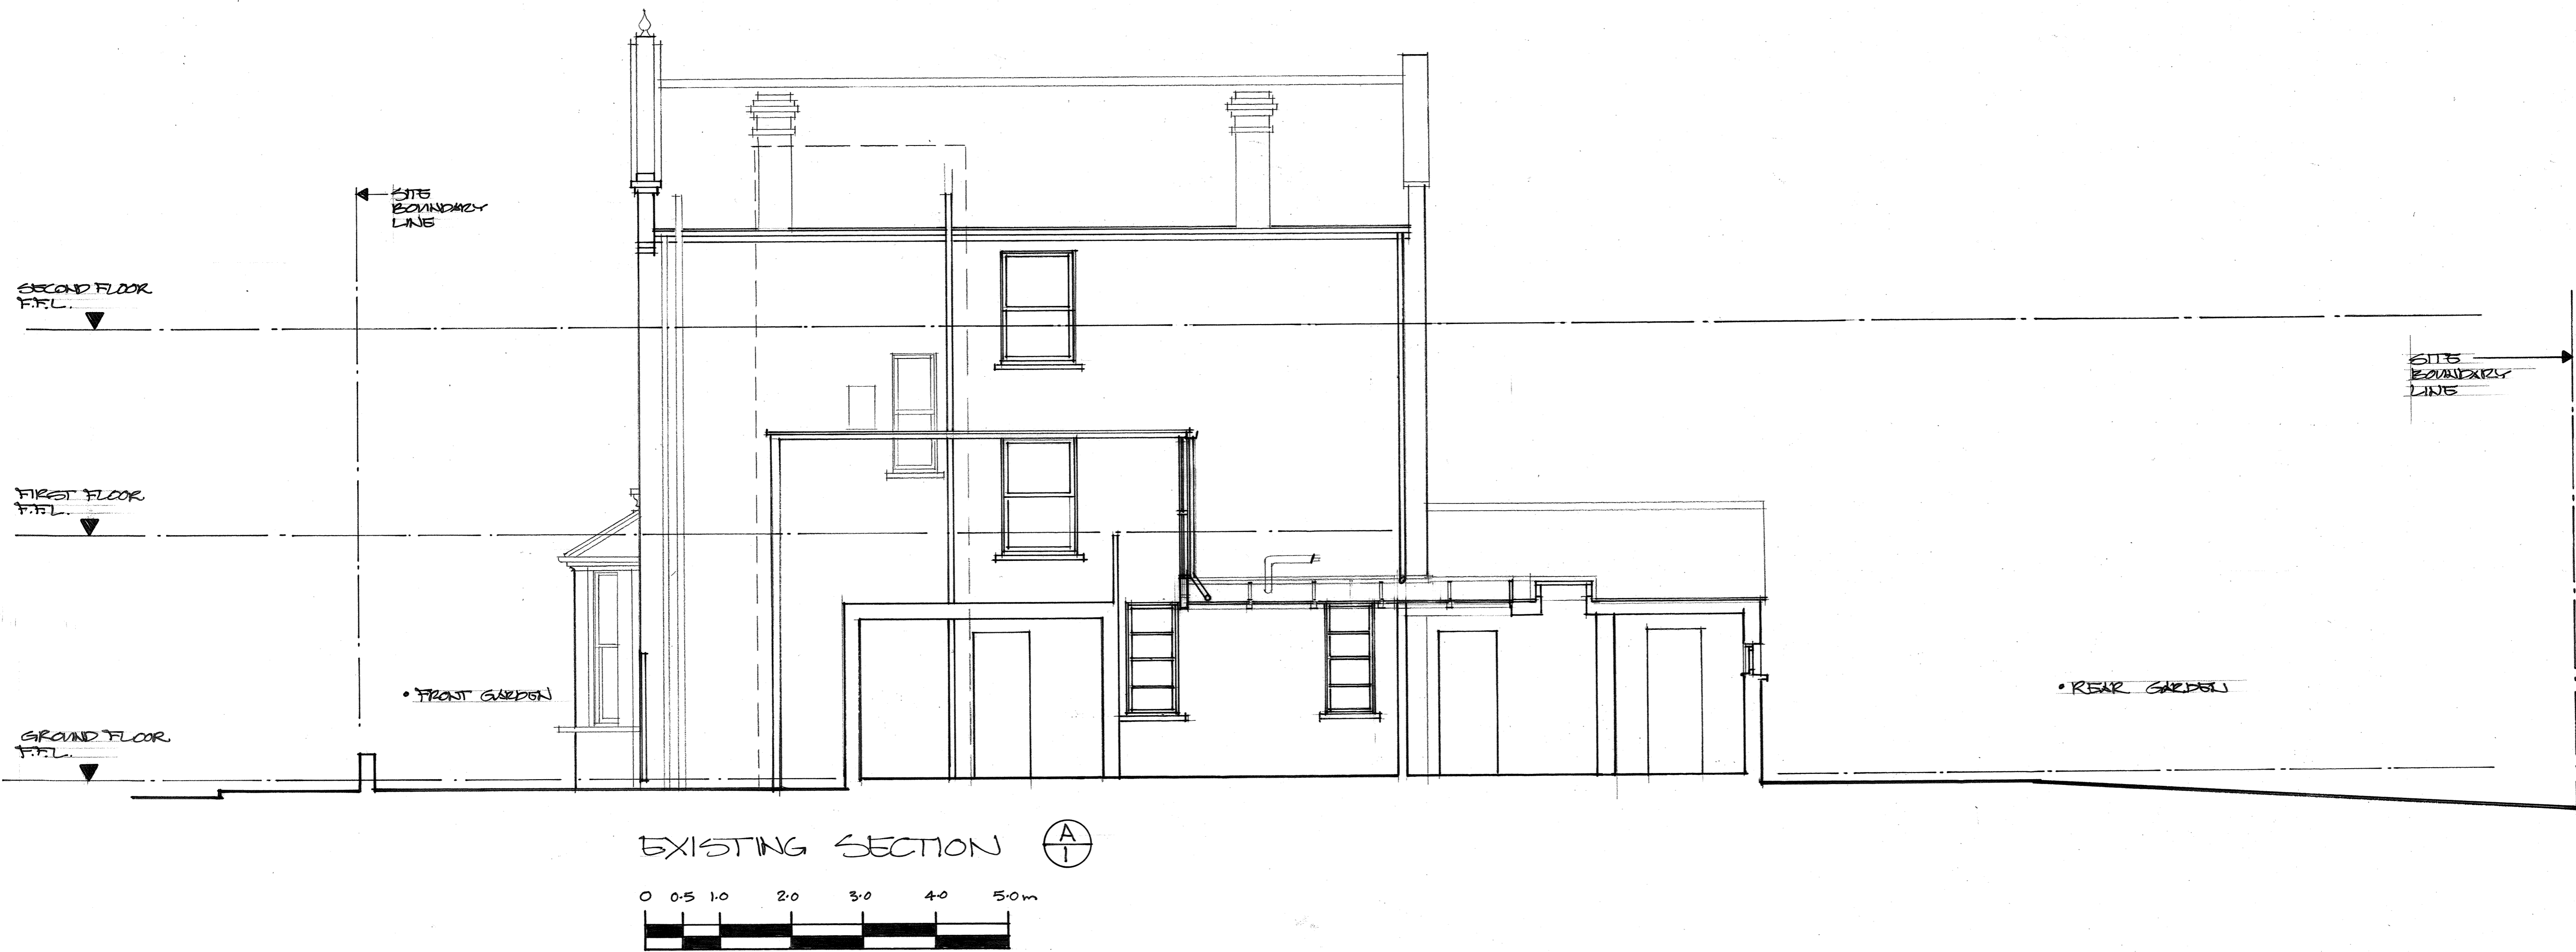 SITE
BOUNDARY
LINE
SECOND FLOOR
F.F.L.
SITE
BOUNDARY
LINE
FIRST FLOOR
F.F.L.
• FRONT GARDEN
• REAR GARDEN
GROUND FLOOR
F.F.L.
EXISTING SECTION A
1
0 0.5 1.0 2.0 3.0 4.0 5.0m